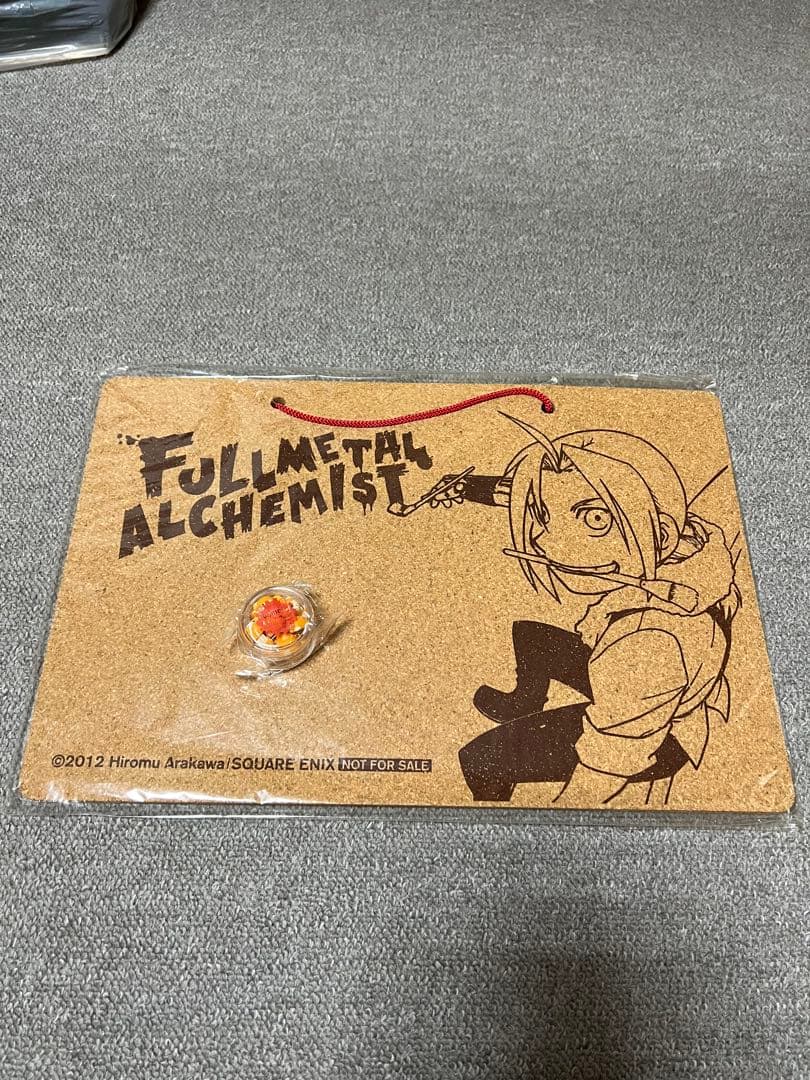 FULLMETAL
ALCHEMIST
©2012 Hiromu Arakawa/SQUARE ENIX NOT FOR SALE